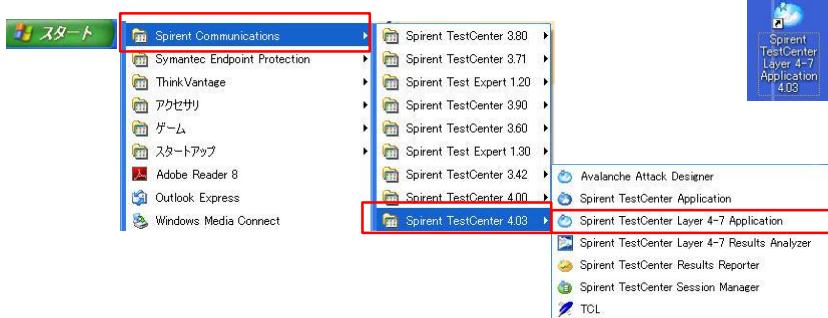 スタート
Spirent Communications
Symantec Endpoint Protection
ThinkVantage
アクセサリ
ゲーム
スタートアップ
Adobe Reader 8
Outlook Express
Windows Media Connect
Spirent TestCenter 3.80
Spirent TestCenter 3.71
Spirent Test Expert 1.20
Spirent TestCenter 3.90
Spirent TestCenter 3.60
Spirent Test Expert 1.30
Spirent TestCenter 3.42
Spirent TestCenter 4.00
Spirent TestCenter 4.03
Avalanche Attack Designer
Spirent TestCenter Application
Spirent TestCenter Layer 4-7 Application
Spirent TestCenter Layer 4-7 Results Analyzer
Spirent TestCenter Results Reporter
Spirent TestCenter Session Manager
TCL
Spirent
TestCenter
Layer 4-7
Application
4.03